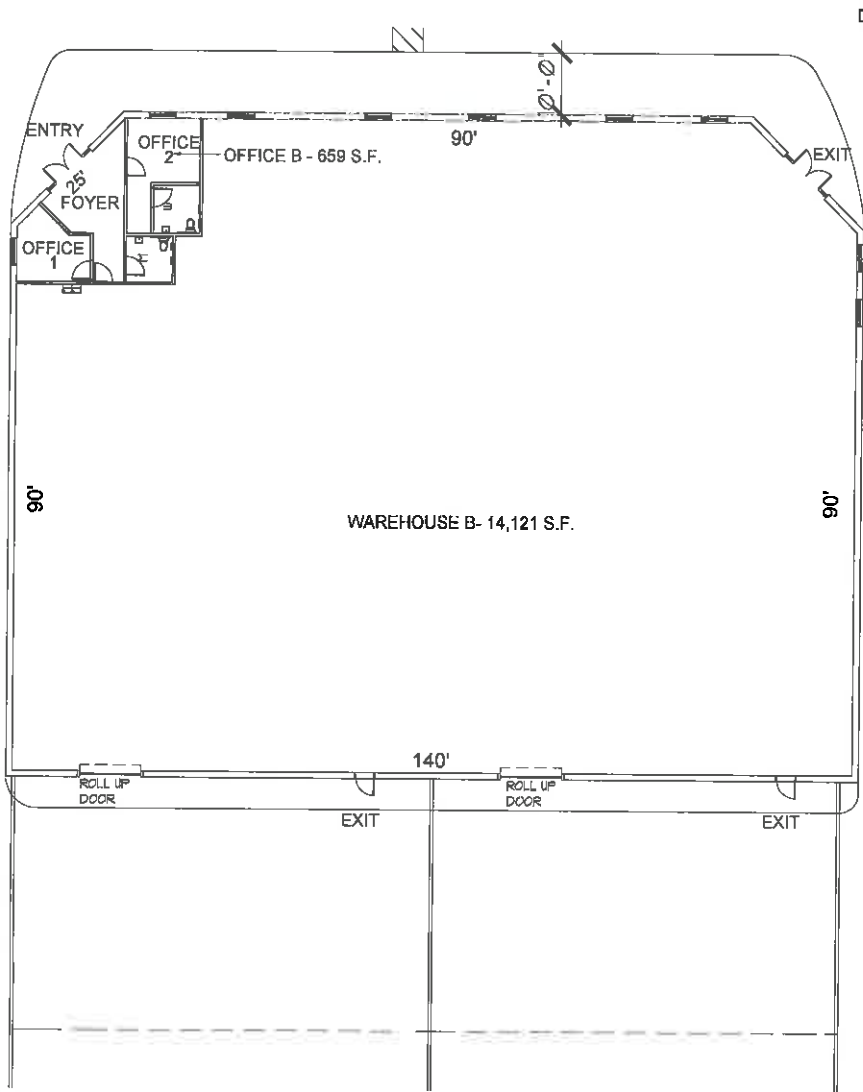 D
10'-0"
90'
ENTRY
OFFICE
2
OFFICE B - 659 S.F.
EXIT
25'
FOYER
OFFICE
1
90'
90'
WAREHOUSE B- 14,121 S.F.
140'
ROLL UP
DOOR
ROLL UP
DOOR
EXIT
EXIT